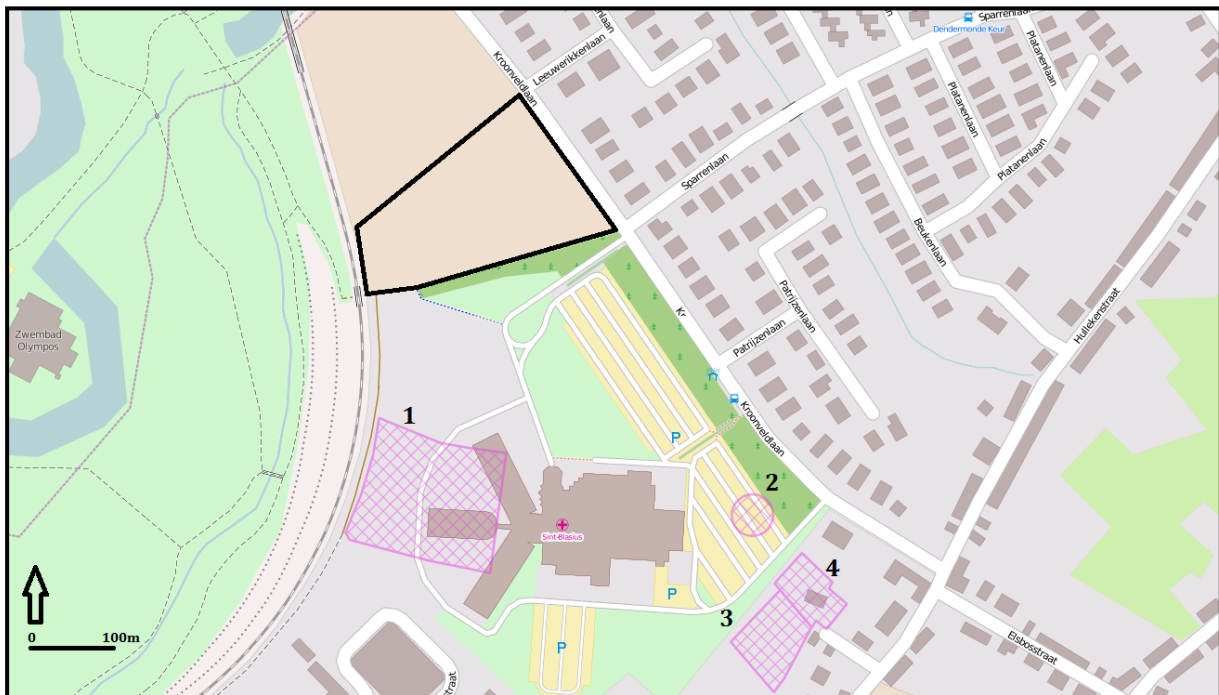 Sparrenlaan
Dendermonde Keur
Platanenlaan
Leeuwerikkenlaan
Kroonveldlaan
Platanenlaan
Sparrenlaan
Platanenlaan
Beukenlaan
Patrijzenlaan
Kr
Hullekenstraat
Zwembad
Olympos
Patrijzenlaan
Kroonveldlaan
1
P
2
Sint-Blasius
4
P
3
0 100m
Elsbosstraat
P
straat